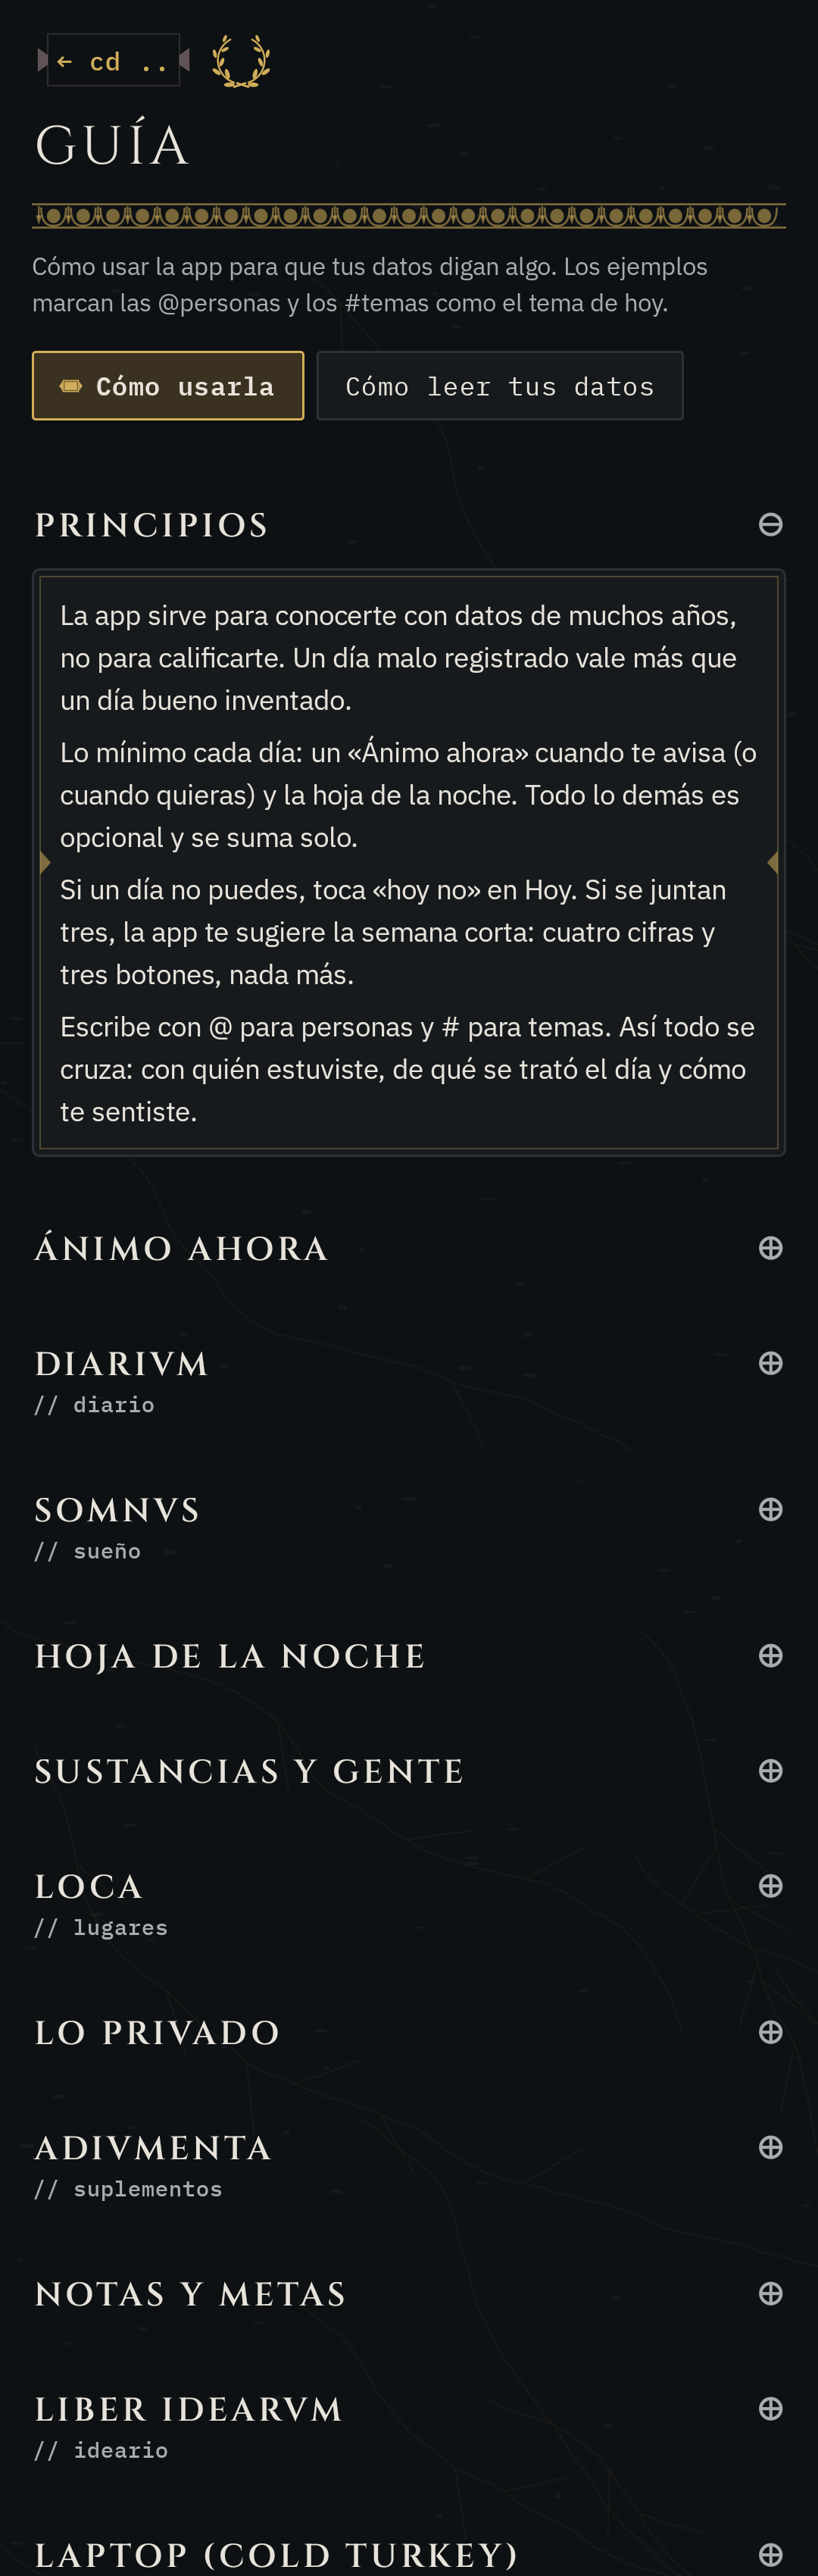 ← cd ..
GUÍA
Cómo usar la app para que tus datos digan algo. Los ejemplos
marcan las @personas y los #temas como el tema de hoy.
Cómo usarla
Cómo leer tus datos
PRINCIPIOS
La app sirve para conocerte con datos de muchos años,
no para calificarte. Un día malo registrado vale más que
un día bueno inventado.
Lo mínimo cada día: un «Ánimo ahora» cuando te avisa (o
cuando quieras) y la hoja de la noche. Todo lo demás es
opcional y se suma solo.
Si un día no puedes, toca «hoy no» en Hoy. Si se juntan
tres, la app te sugiere la semana corta: cuatro cifras y
tres botones, nada más.
Escribe con @ para personas y # para temas. Así todo se
cruza: con quién estuviste, de qué se trató el día y cómo
te sentiste.
ÁNIMO AHORA
DIARIVM
// diario
SOMNVS
// sueño
HOJA DE LA NOCHE
SUSTANCIAS Y GENTE
LOCA
// lugares
LO PRIVADO
ADIVMENTA
// suplementos
NOTAS Y METAS
LIBER IDEARVM
// ideario
LAPTOP (COLD TURKEY)